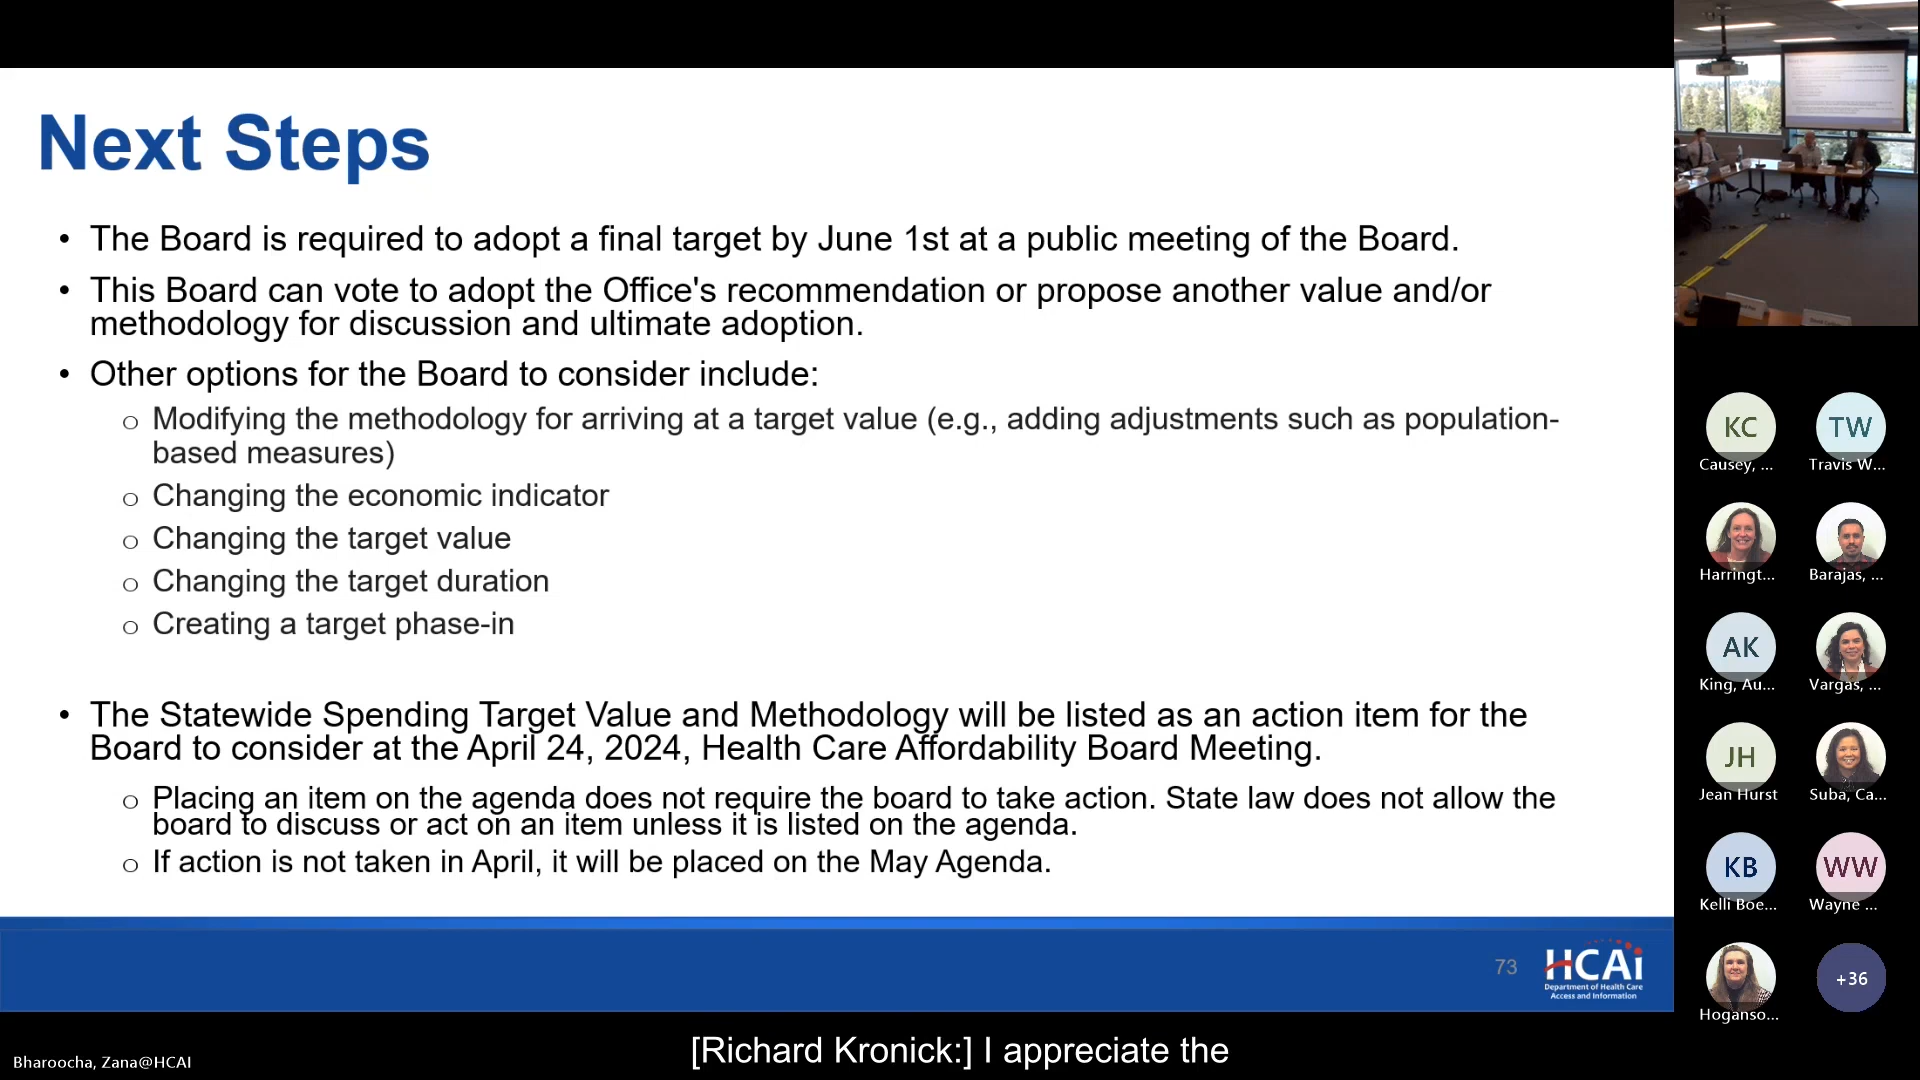 Next Steps
• The Board is required to adopt a final target by June 1st at a public meeting of the Board.
• This Board can vote to adopt the Office's recommendation or propose another value and/or
methodology for discussion and ultimate adoption.
• Other options for the Board to consider include:
o Modifying the methodology for arriving at a target value (e.g., adding adjustments such as population-
based measures)
o Changing the economic indicator
o Changing the target value
o Changing the target duration
o Creating a target phase-in
• The Statewide Spending Target Value and Methodology will be listed as an action item for the
Board to consider at the April 24, 2024, Health Care Affordability Board Meeting.
o Placing an item on the agenda does not require the board to take action. State law does not allow the
board to discuss or act on an item unless it is listed on the agenda.
o If action is not taken in April, it will be placed on the May Agenda.
73
HCAi
Department of Health Care
Access and Information
KC
Causey, ...
TW
Travis W...
Harringt...
Barajas, ...
AK
King, Au...
Vargas, ...
JH
Jean Hurst
Suba, Ca...
KB
Kelli Boe...
WW
Wayne ...
Hoganso...
+36
[Richard Kronick:] I appreciate the
Bharoocha, Zana@HCAI